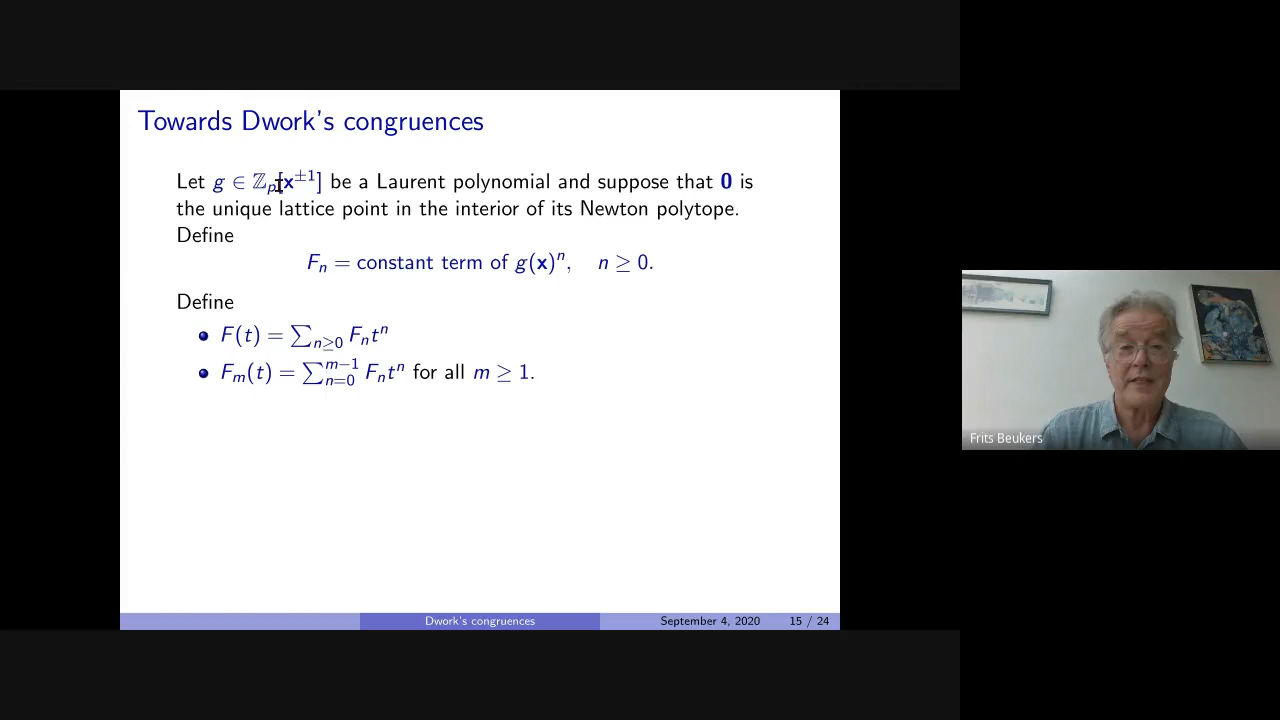 Towards Dwork's congruences
Let g ∈ ℤ_p[x^{±1}] be a Laurent polynomial and suppose that 0 is
the unique lattice point in the interior of its Newton polytope.
Define
F_n = constant term of g(x)^n, n ≥ 0.
Define
• F(t) = ∑_{n≥0} F_n t^n
• F_m(t) = ∑_{n=0}^{m−1} F_n t^n for all m ≥ 1.
Frits Beukers
Dwork's congruences September 4, 2020 15 / 24